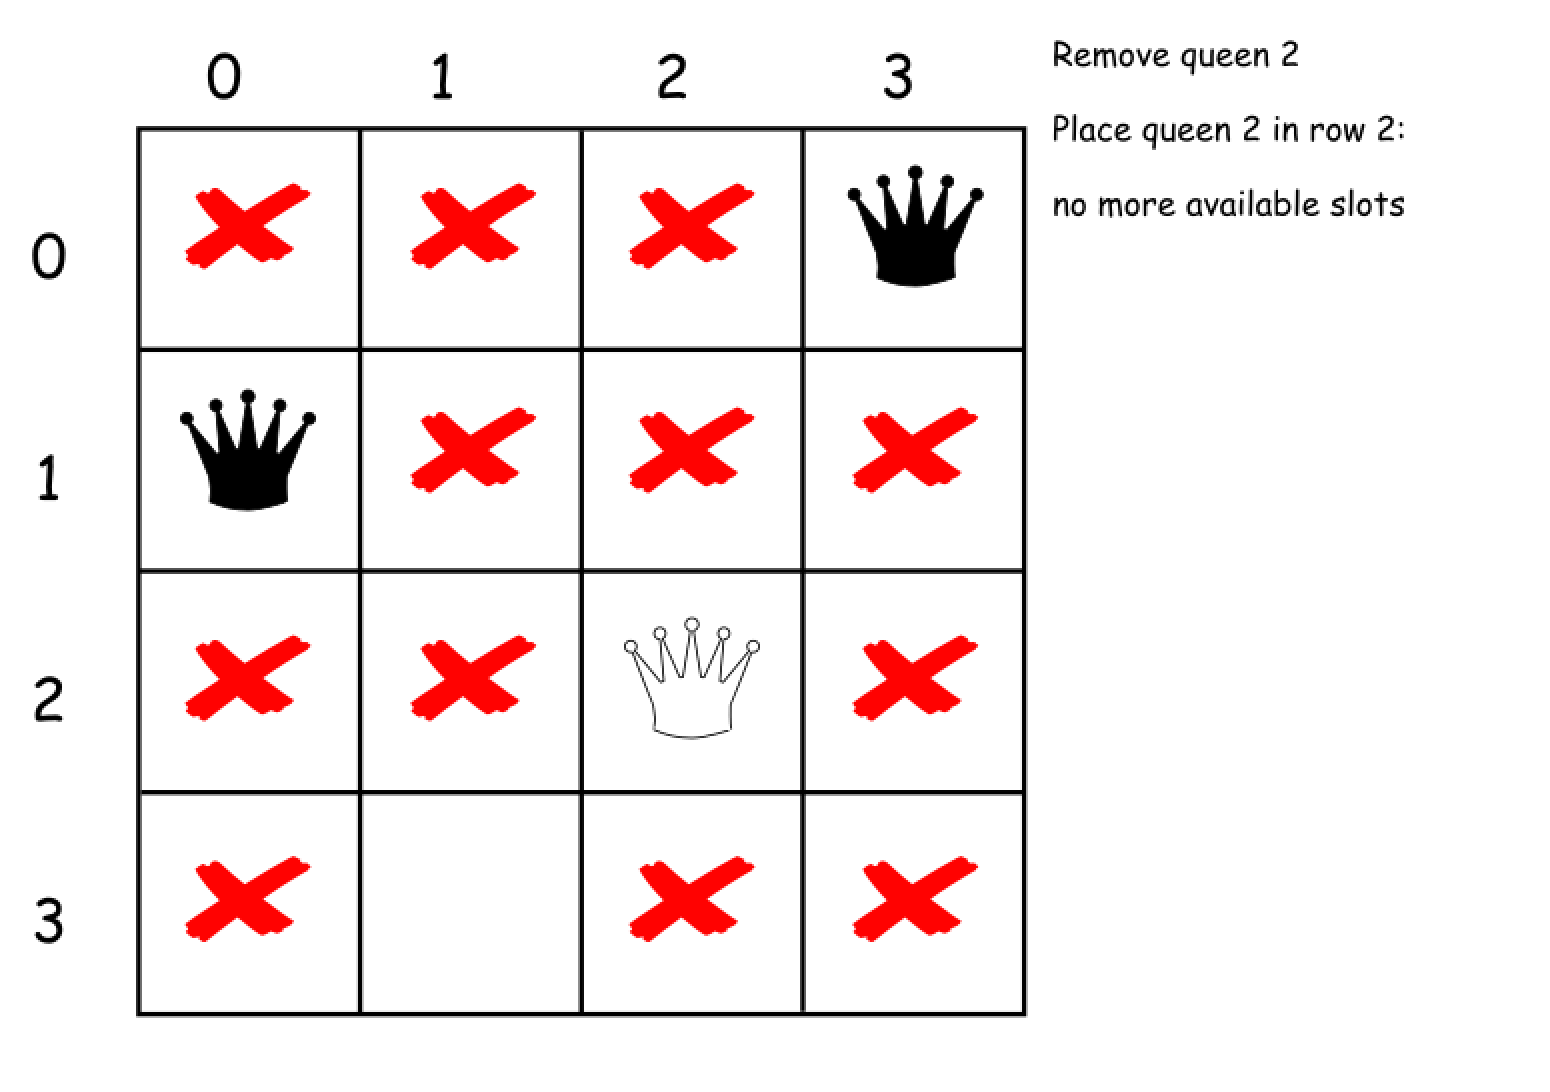 0 1 2 3
Remove queen 2
Place queen 2 in row 2:
no more available slots
0
1
2
3